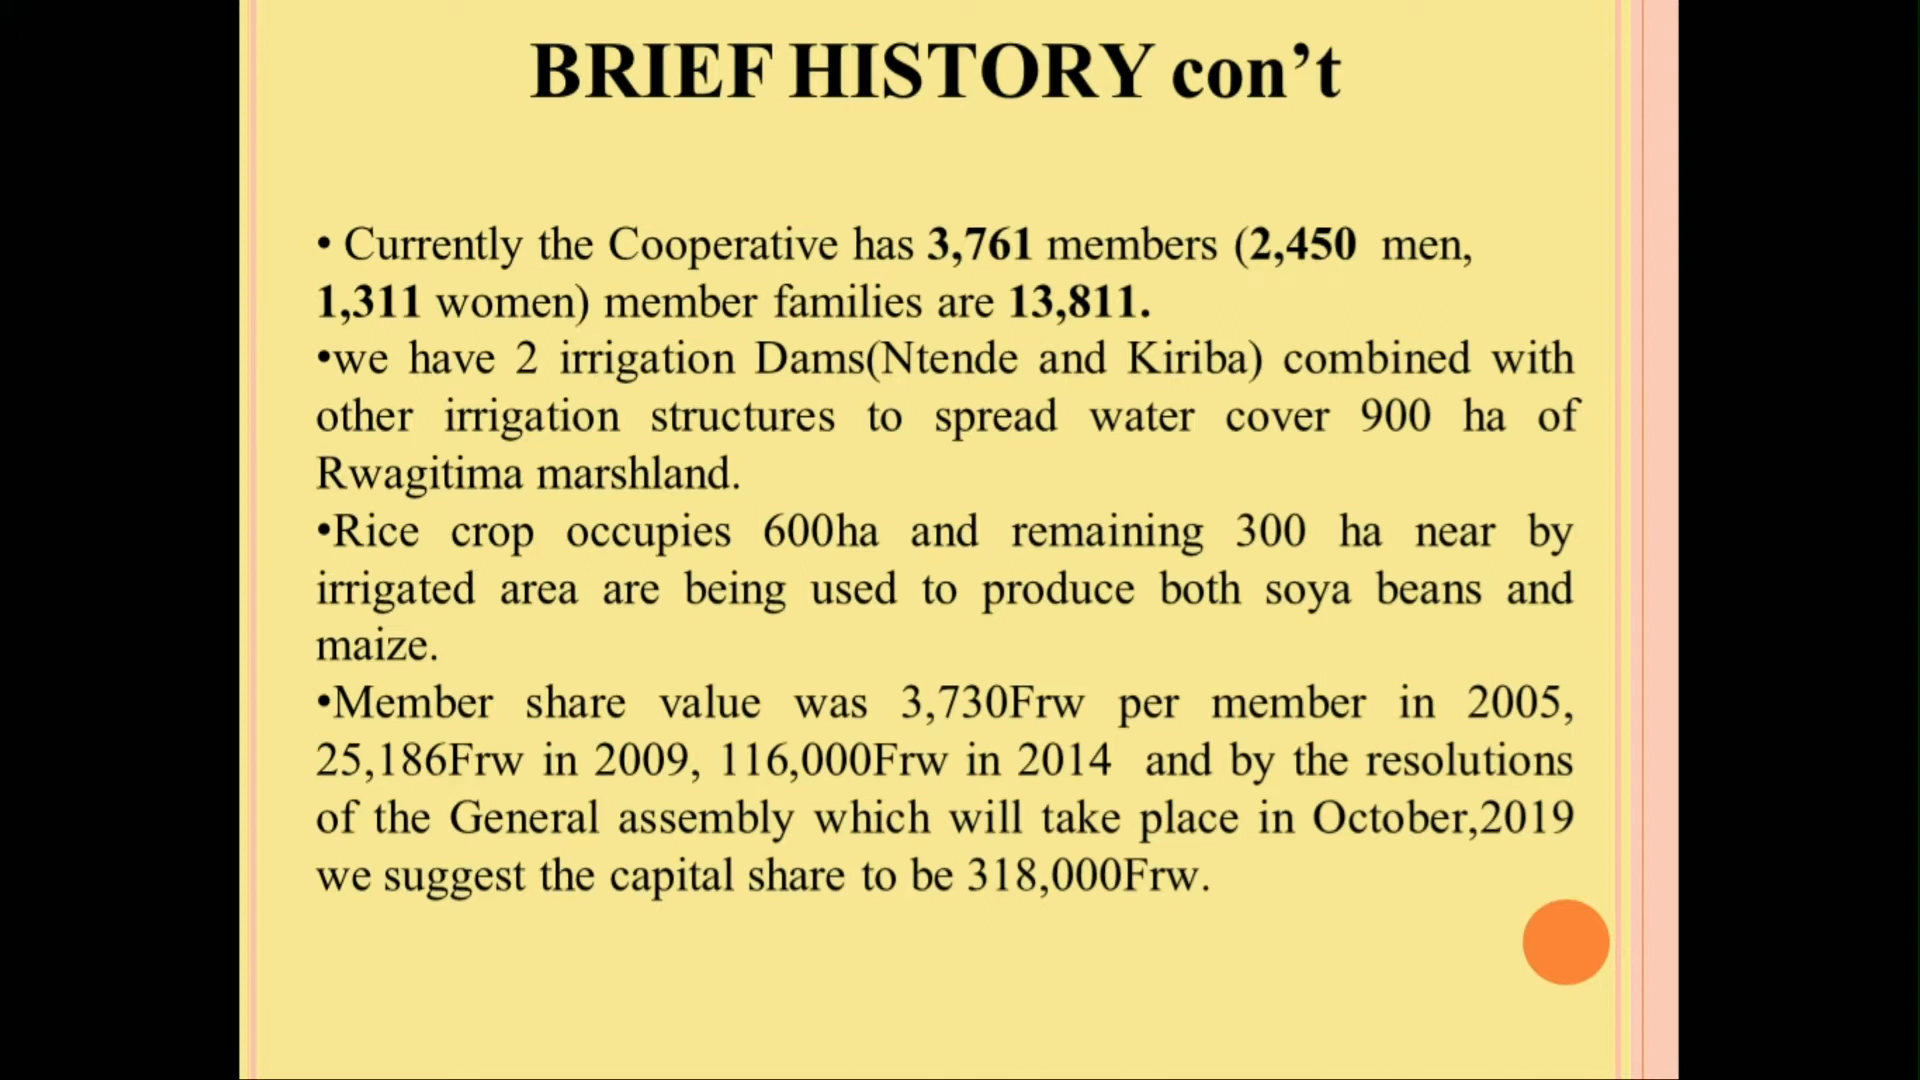 BRIEF HISTORY con’t
• Currently the Cooperative has 3,761 members (2,450 men,
1,311 women) member families are 13,811.
•we have 2 irrigation Dams(Ntende and Kiriba) combined with
other irrigation structures to spread water cover 900 ha of
Rwagitima marshland.
•Rice crop occupies 600ha and remaining 300 ha near by
irrigated area are being used to produce both soya beans and
maize.
•Member share value was 3,730Frw per member in 2005,
25,186Frw in 2009, 116,000Frw in 2014 and by the resolutions
of the General assembly which will take place in October,2019
we suggest the capital share to be 318,000Frw.